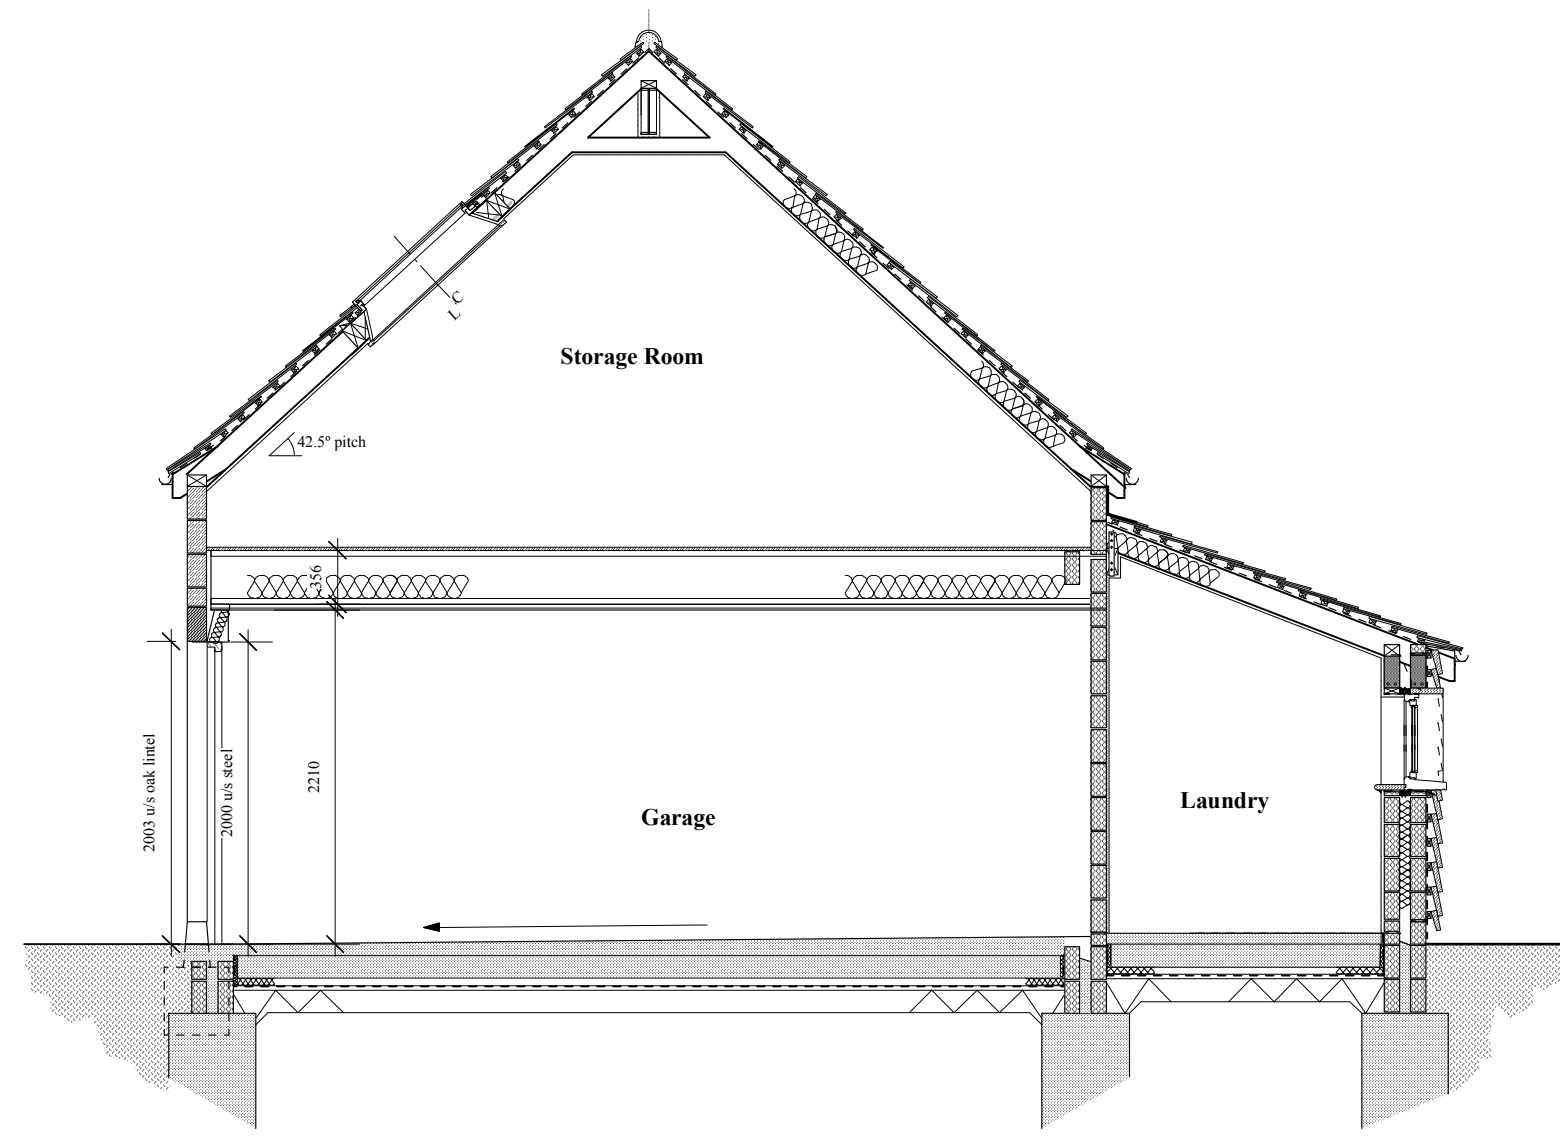 C
L
Storage Room
42.5º pitch
356
2003 u/s oak lintel
2000 u/s steel
2210
Garage
Laundry